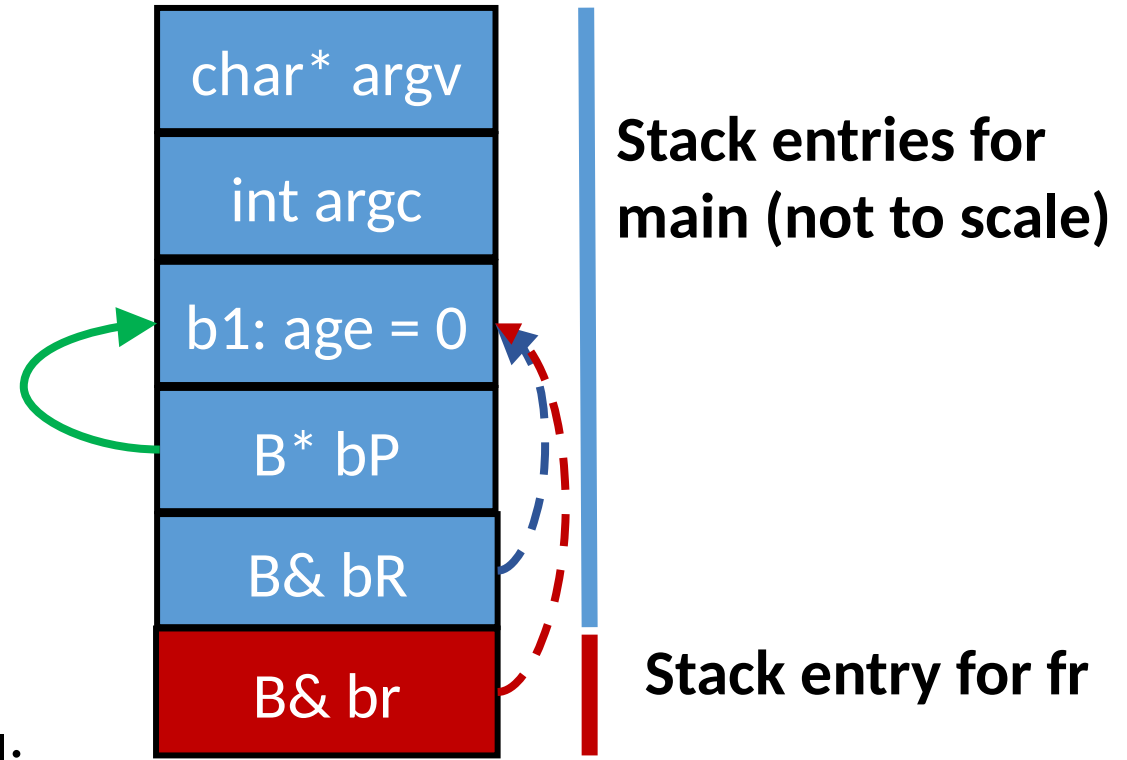 char* argv
int argc
b1: age = 0
B* bP
B& bR
B& br
Stack entries for
main (not to scale)
Stack entry for fr